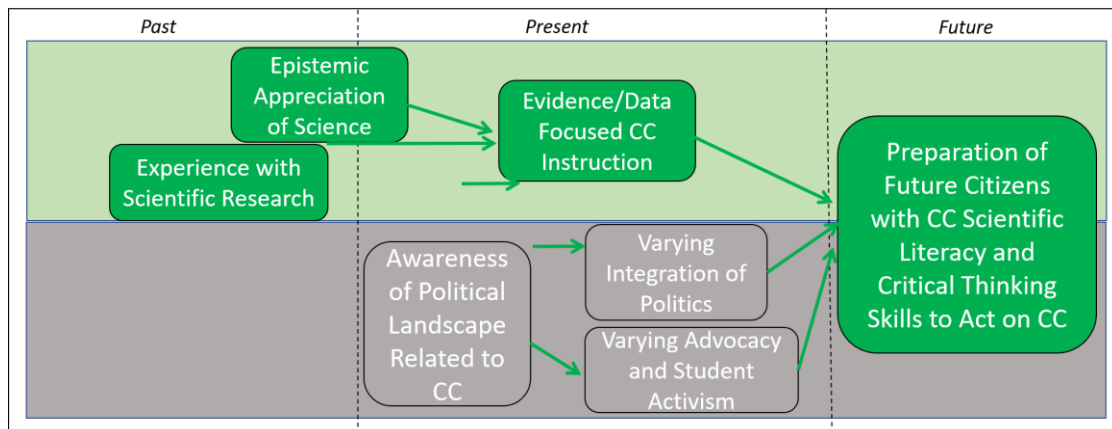 Past
Present
Future
Epistemic
Appreciation
of Science
Experience with
Scientific Research
Evidence/Data
Focused CC
Instruction
Awareness
of Political
Landscape
Related to
CC
Varying
Integration of
Politics
Varying Advocacy
and Student
Activism
Preparation of
Future Citizens
with CC Scientific
Literacy and
Critical Thinking
Skills to Act on CC